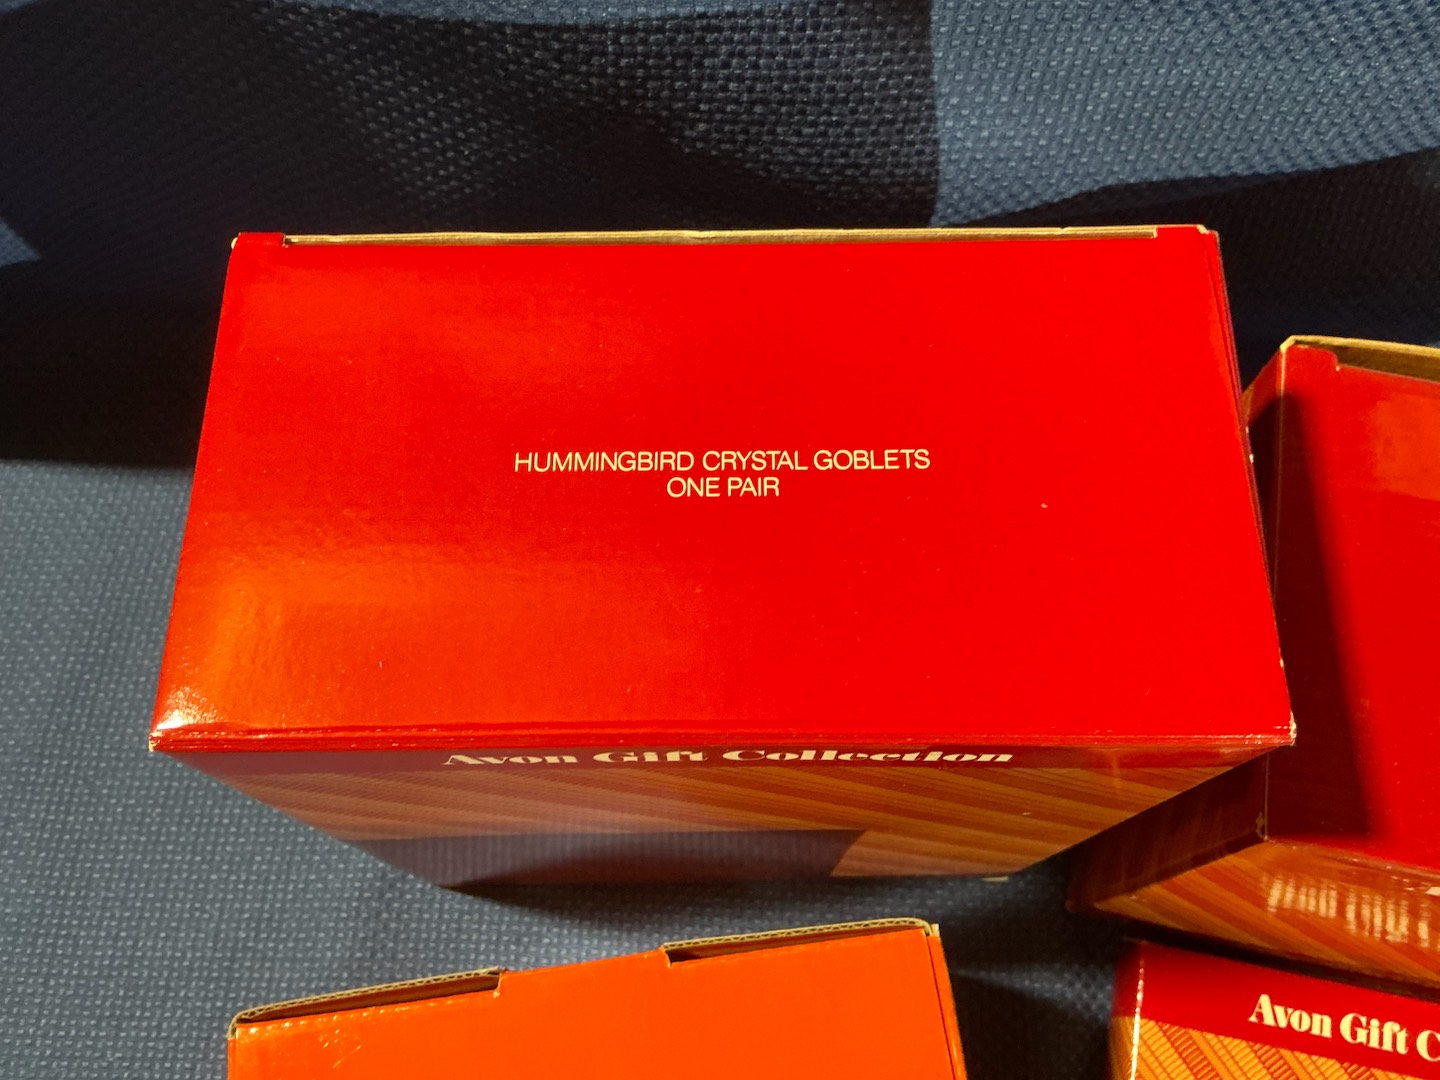 HUMMINGBIRD CRYSTAL GOBLETS
ONE PAIR
Avon Gift Collection
Avon Gift C